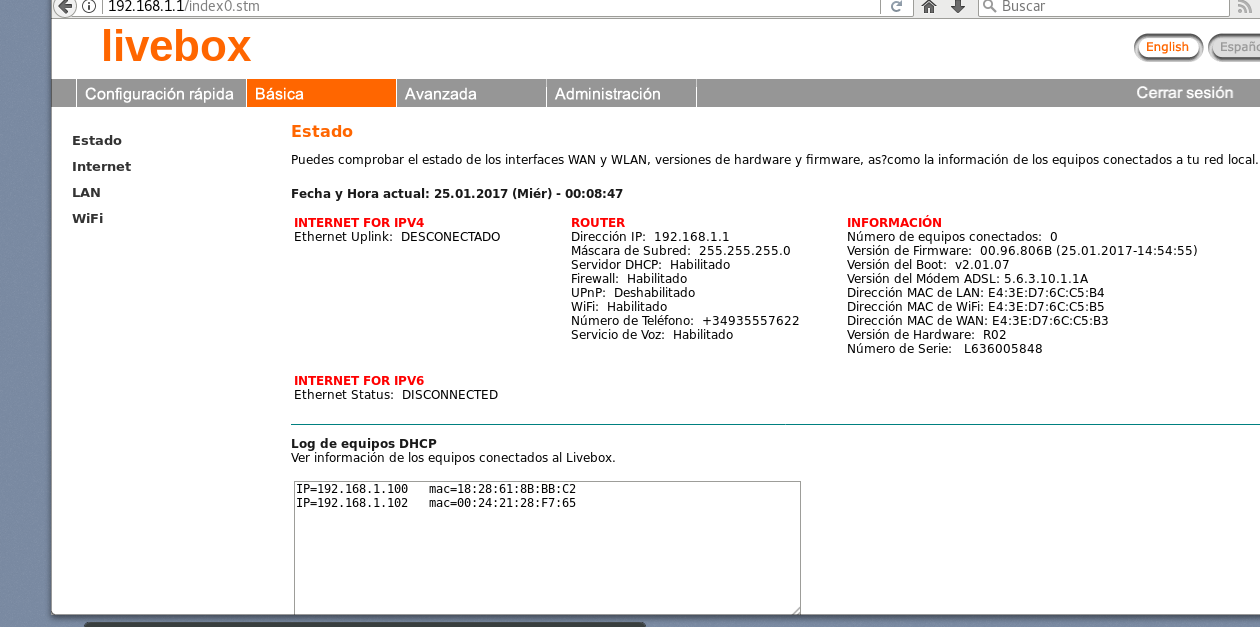 192.168.1.1/index0.stm
Buscar
livebox
English
Configuración rápida
Básica
Avanzada
Administración
Cerrar sesión
Estado
Internet
LAN
WiFi
Estado
Puedes comprobar el estado de los interfaces WAN y WLAN, versiones de hardware y firmware, as?como la información de los equipos conectados a tu red local.
Fecha y Hora actual: 25.01.2017 (Miér) - 00:08:47
INTERNET FOR IPV4
Ethernet Uplink: DESCONECTADO
ROUTER
Dirección IP: 192.168.1.1
Máscara de Subred: 255.255.255.0
Servidor DHCP: Habilitado
Firewall: Habilitado
UPnP: Deshabilitado
WiFi: Habilitado
Número de Teléfono: +34935557622
Servicio de Voz: Habilitado
INFORMACIÓN
Número de equipos conectados: 0
Versión de Firmware: 00.96.806B (25.01.2017-14:54:55)
Versión del Boot: v2.01.07
Versión del Módem ADSL: 5.6.3.10.1.1A
Dirección MAC de LAN: E4:3E:D7:6C:C5:B4
Dirección MAC de WiFi: E4:3E:D7:6C:C5:B5
Dirección MAC de WAN: E4:3E:D7:6C:C5:B3
Versión de Hardware: R02
Número de Serie: L636005848
INTERNET FOR IPV6
Ethernet Status: DISCONNECTED
Log de equipos DHCP
Ver información de los equipos conectados al Livebox.
IP=192.168.1.100 mac=18:28:61:8B:BB:C2
IP=192.168.1.102 mac=00:24:21:28:F7:65